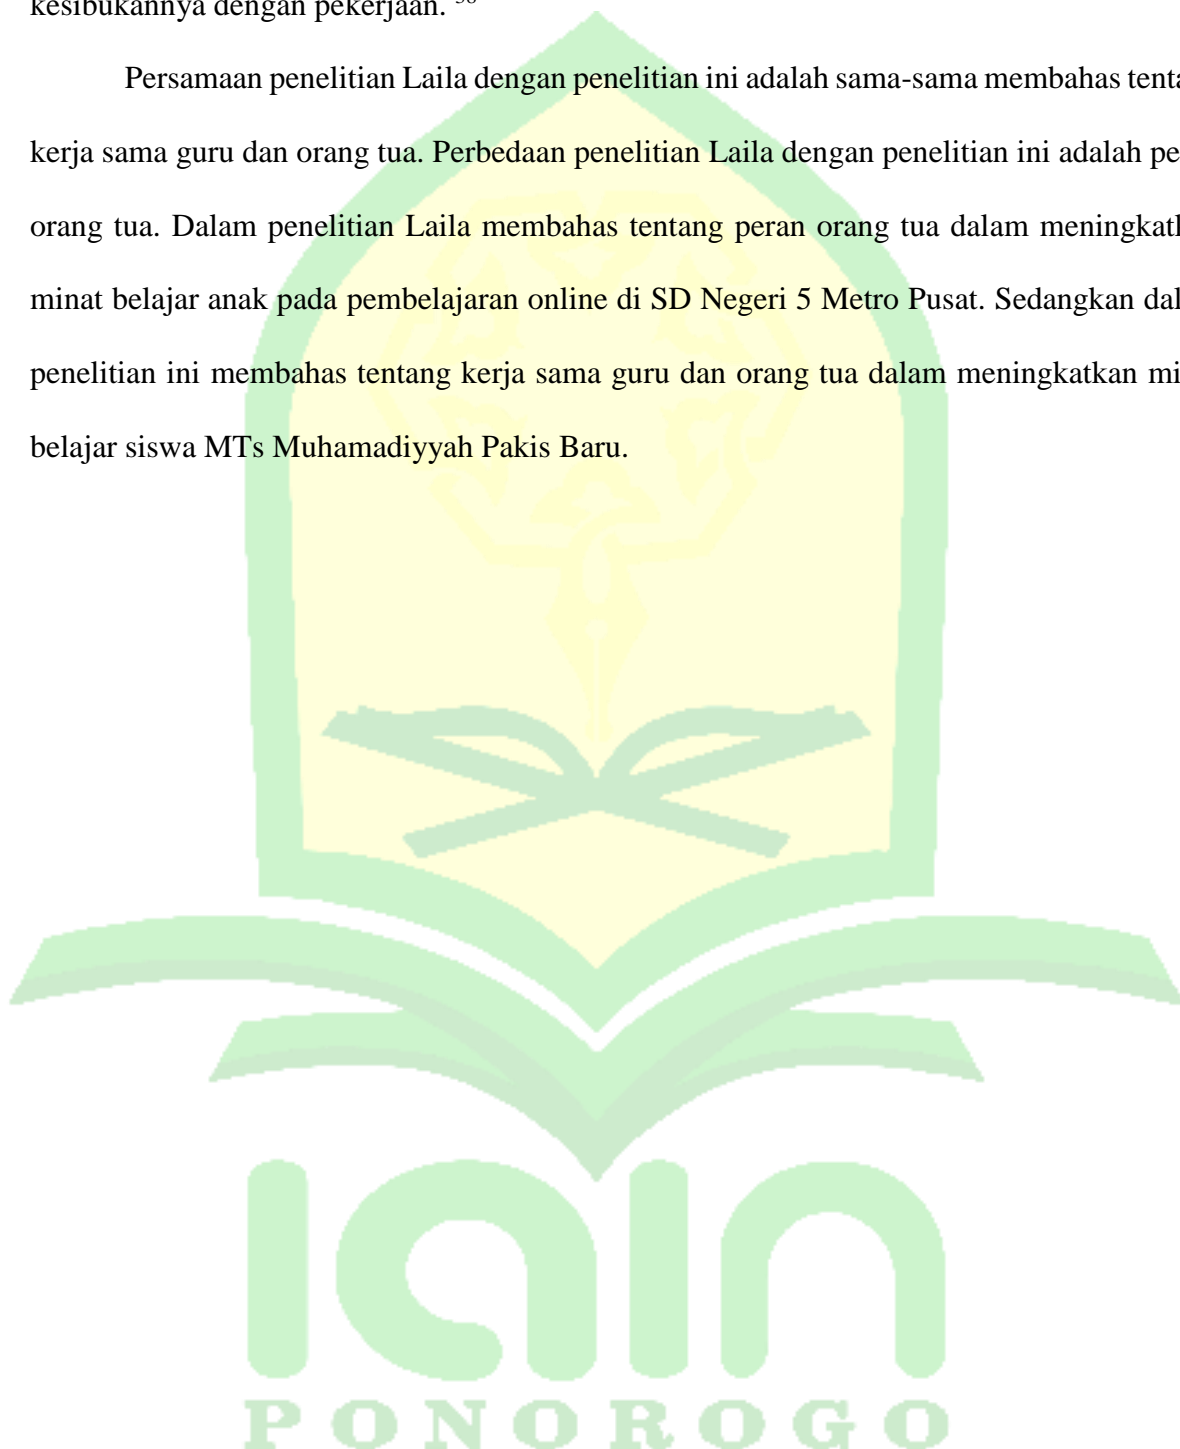 kesibukannya dengan pekerjaan.
Persamaan penelitian Laila dengan penelitian ini adalah sama-sama membahas tenta
kerja sama guru dan orang tua. Perbedaan penelitian Laila dengan penelitian ini adalah pe
orang tua. Dalam penelitian Laila membahas tentang peran orang tua dalam meningkatk
minat belajar anak pada pembelajaran online di SD Negeri 5 Metro Pusat. Sedangkan dal
penelitian ini membahas tentang kerja sama guru dan orang tua dalam meningkatkan mi
belajar siswa MTs Muhamadiyyah Pakis Baru.
iain
PONOROGO